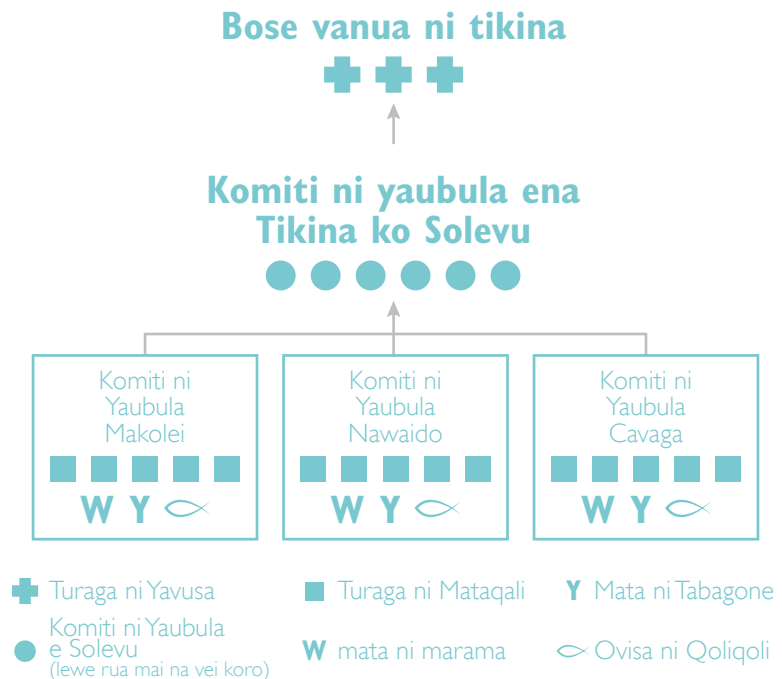 Bose vanua ni tikina
Komiti ni yaubula ena
Tikina ko Solevu
Komiti ni
Yaubula
Makolei
W Y
Komiti ni
Yaubula
Nawaido
W Y
Komiti ni
Yaubula
Cavaga
W Y
Turaga ni Yavusa
Turaga ni Mataqali
Y Mata ni Tabagone
Komiti ni Yaubula
e Solevu
(lewe rua mai na vei koro)
W mata ni marama
Ovisa ni Qoliqoli